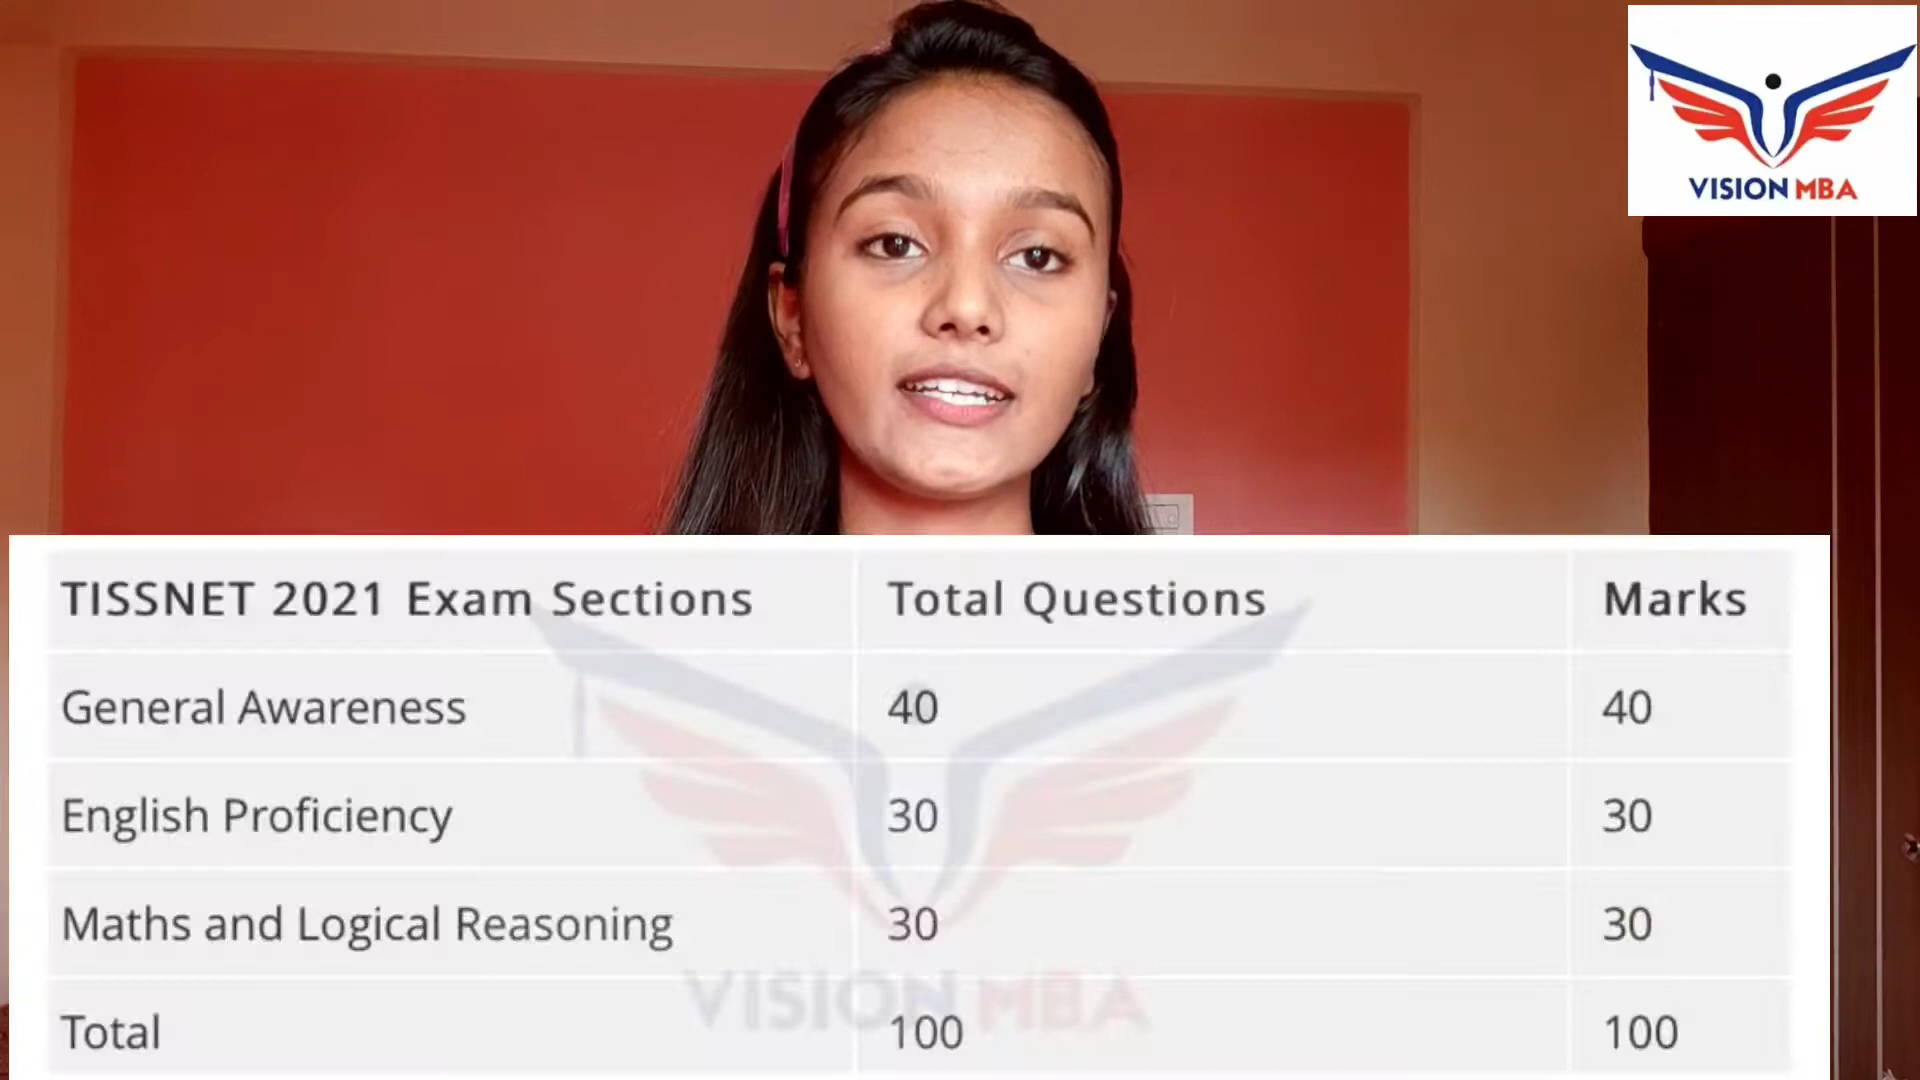 VISION MBA
TISSNET 2021 Exam Sections Total Questions Marks
General Awareness 40 40
English Proficiency 30 30
Maths and Logical Reasoning 30 30
VISION MBA
Total 100 100